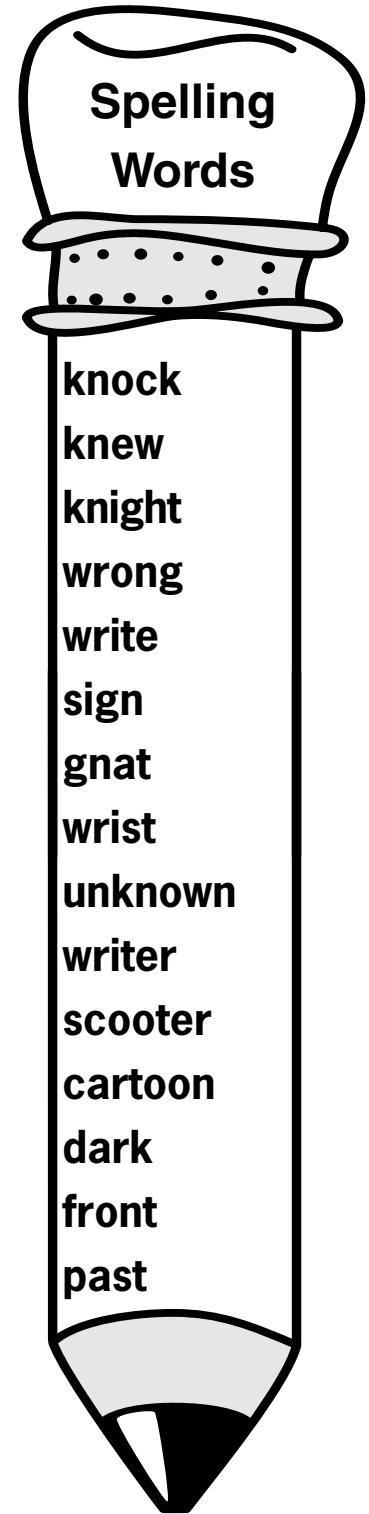 Spelling
Words
knock
knew
knight
wrong
write
sign
gnat
wrist
unknown
writer
scooter
cartoon
dark
front
past